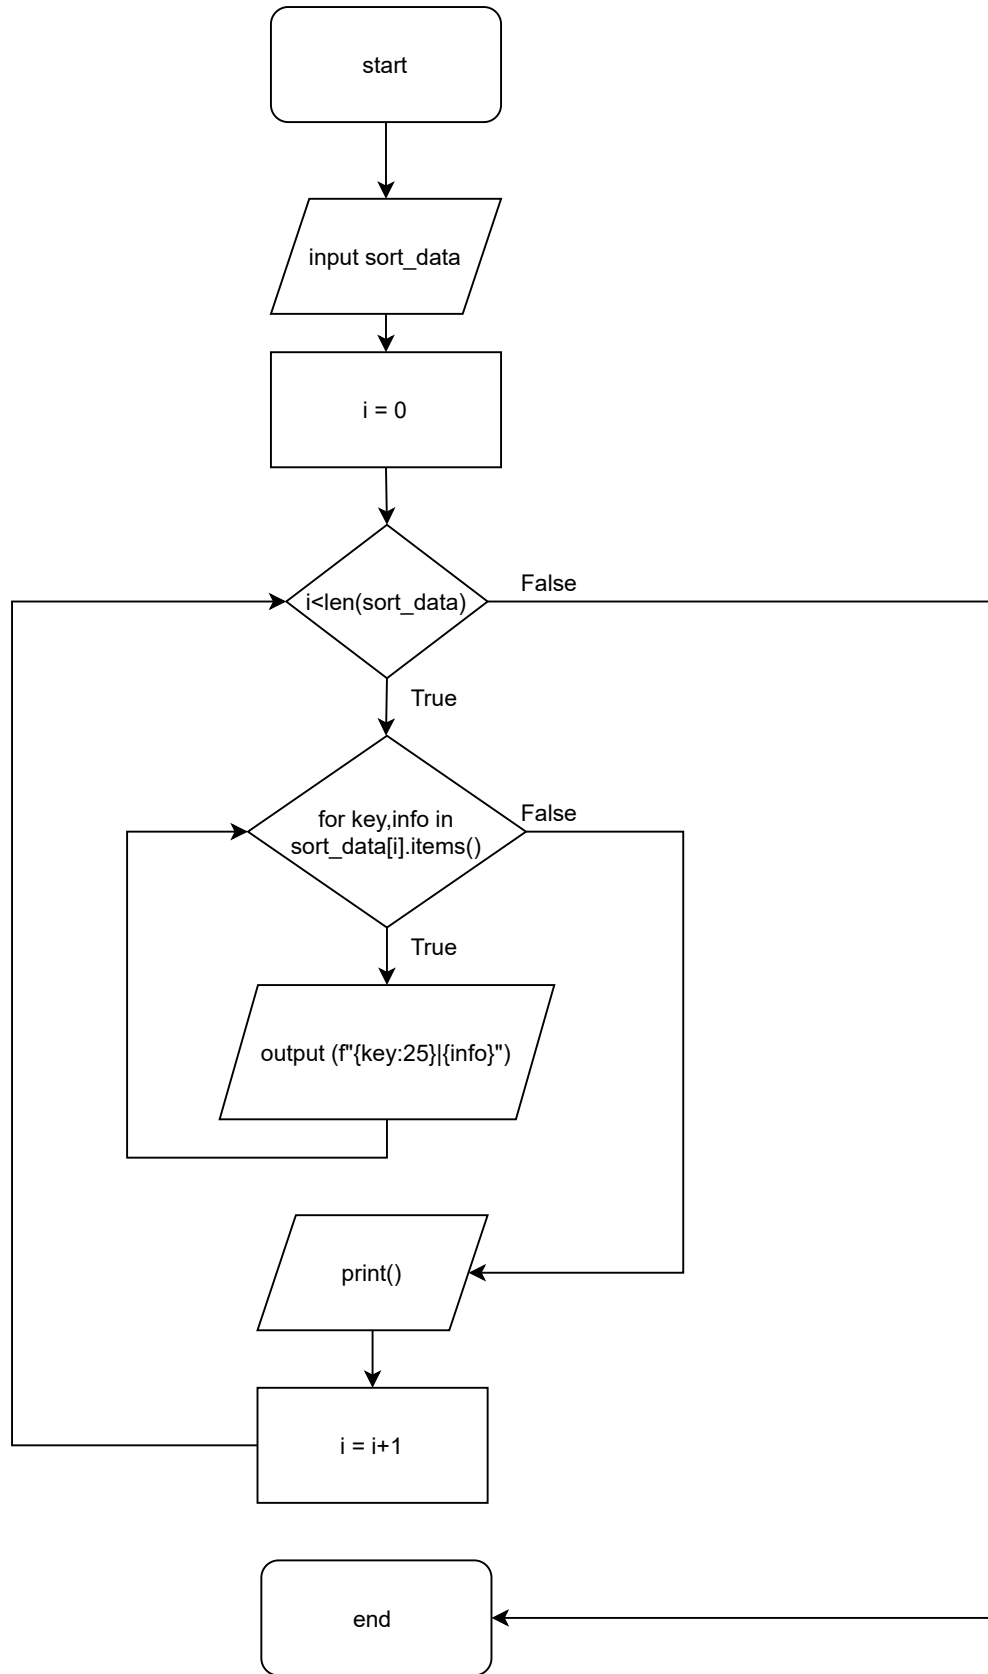 start
input sort_data
i = 0
i<len(sort_data)
False
True
for key,info in
sort_data[i].items()
False
True
output (f"{key:25}|{info}")
print()
i = i+1
end